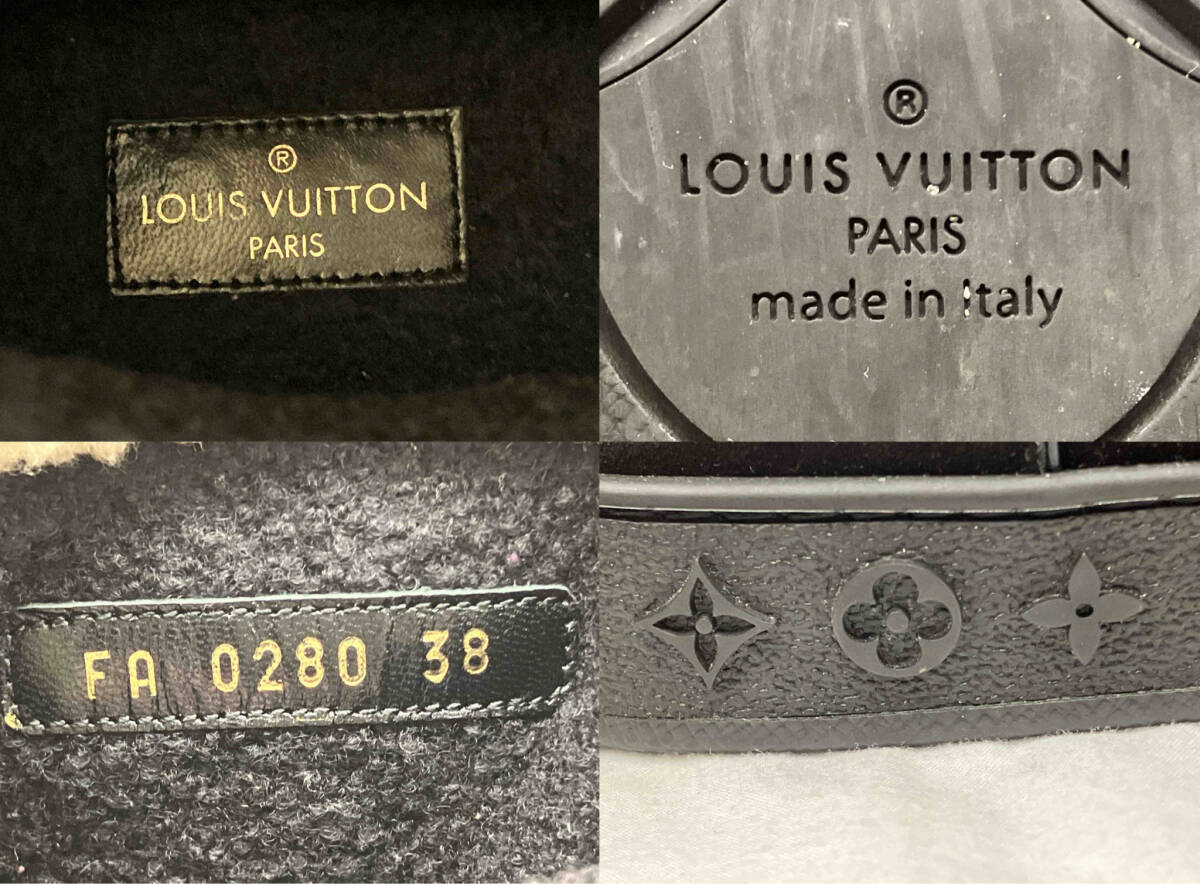 ®
LOUIS VUITTON
PARIS
®
LOUIS VUITTON
PARIS
made in Italy
FA 0280 38